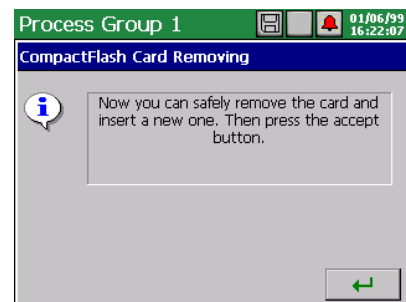 Process Group 1
01/06/99
16:22:07
CompactFlash Card Removing
Now you can safely remove the card and
insert a new one. Then press the accept
button.